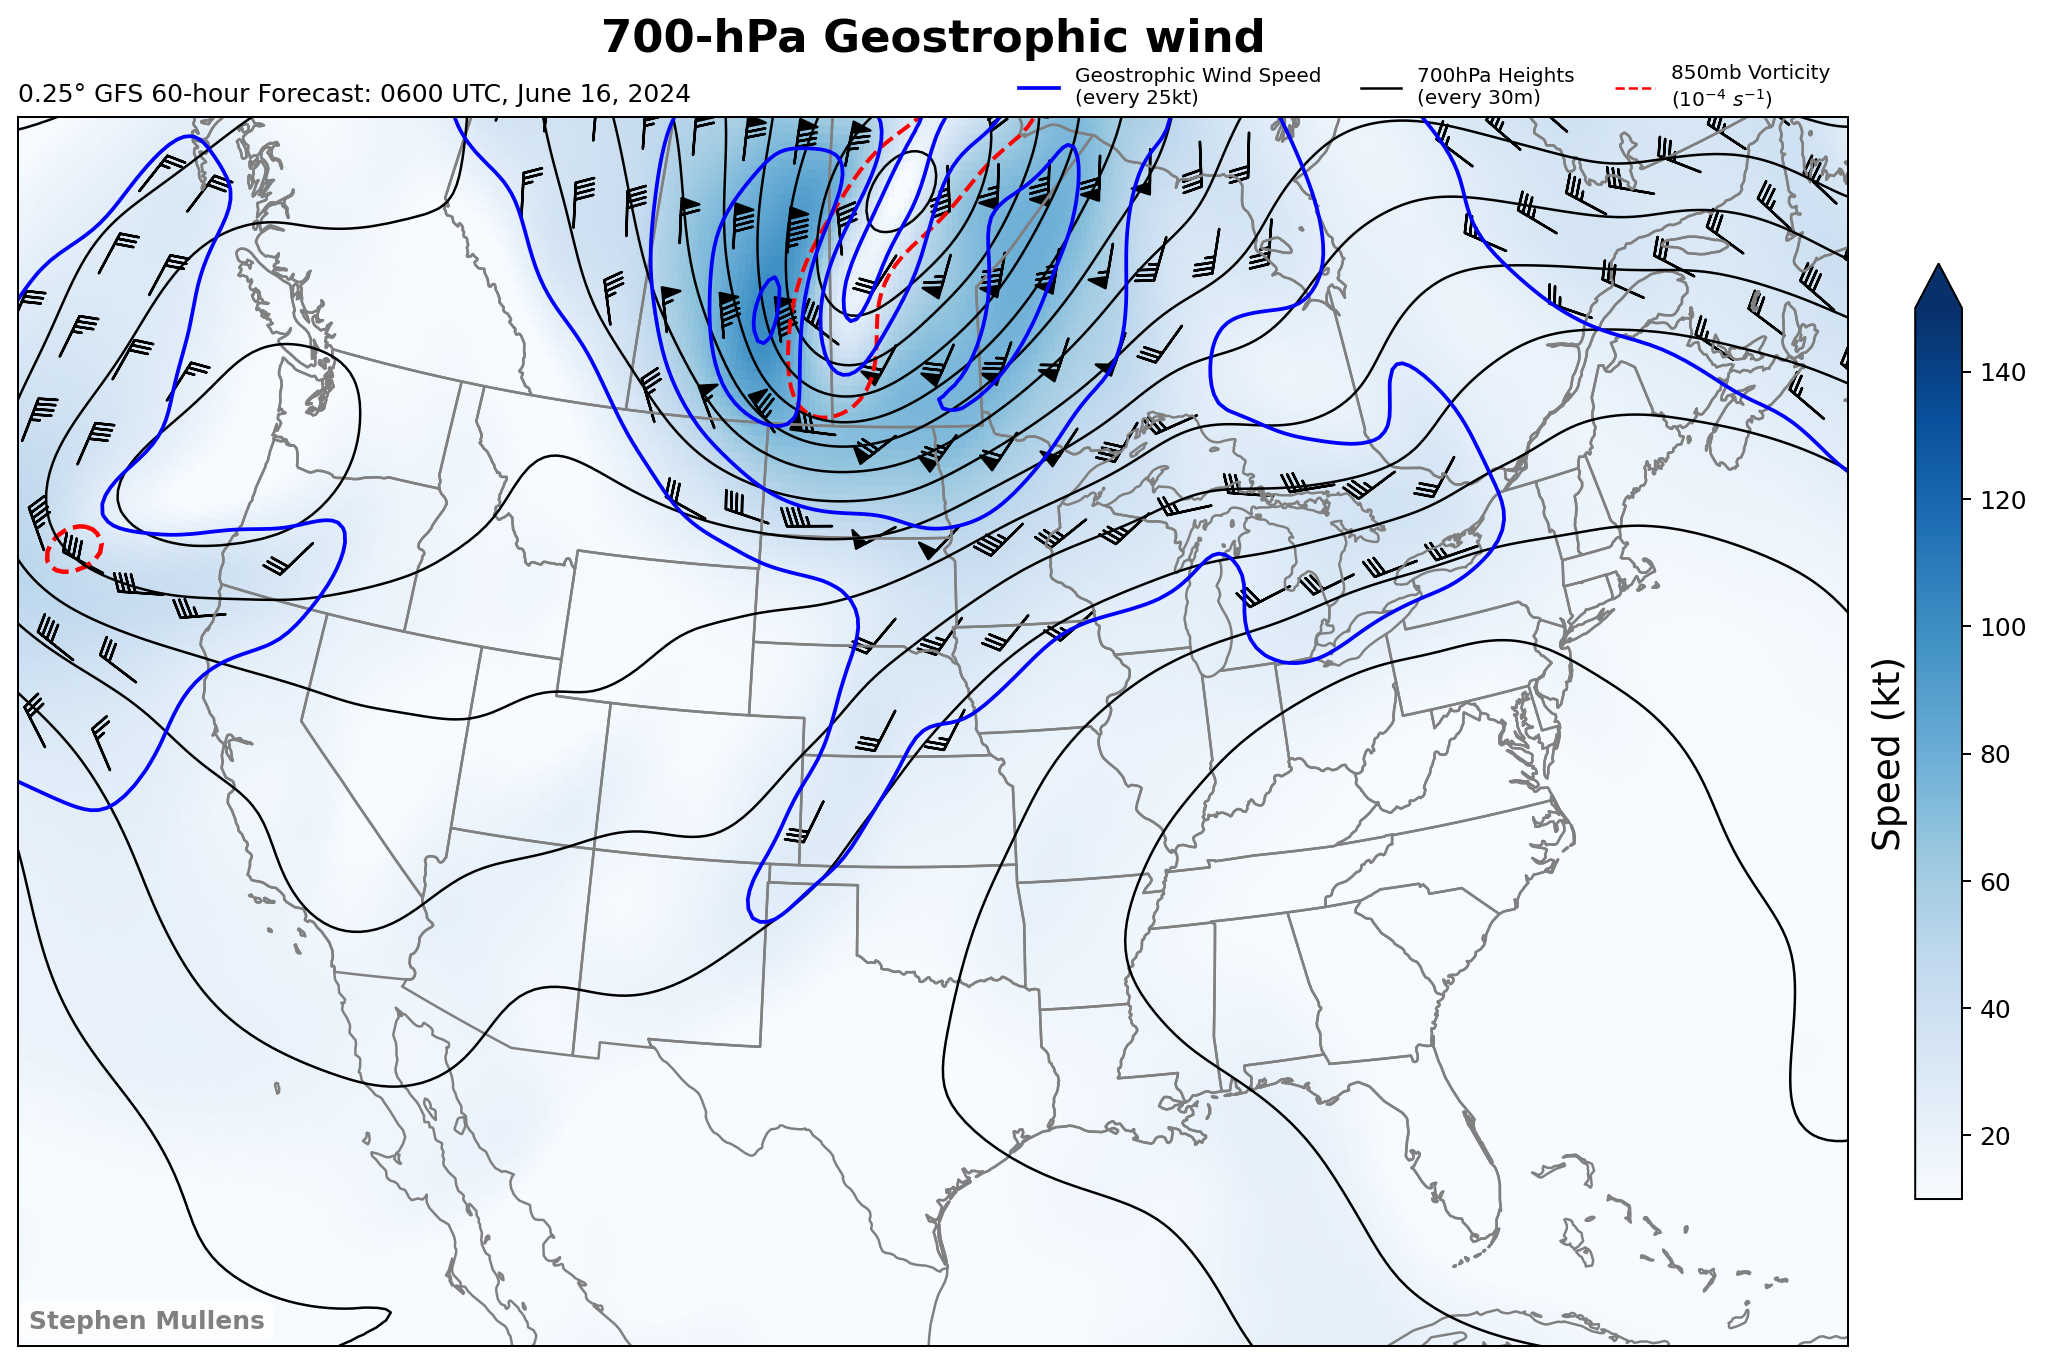 700-hPa Geostrophic wind
0.25° GFS 60-hour Forecast: 0600 UTC, June 16, 2024
Geostrophic Wind Speed
(every 25kt)
700hPa Heights
(every 30m)
850mb Vorticity
(10⁻⁴ s⁻¹)
140
120
100
80
60
40
20
Speed (kt)
Stephen Mullens